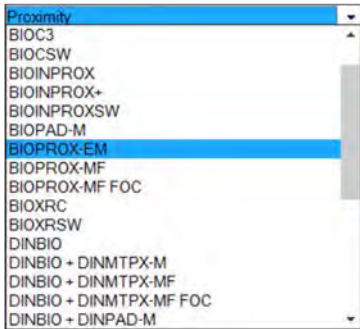 Proximity
BIOC3
BIOCSW
BIOINPROX
BIOINPROX+
BIOINPROXSW
BIOPAD-M
BIOPROX-EM
BIOPROX-MF
BIOPROX-MF FOC
BIOXRC
BIOXRSW
DINBIO
DINBIO + DINMTPX-M
DINBIO + DINMTPX-MF
DINBIO + DINMTPX-MF FOC
DINBIO + DINPAD-M